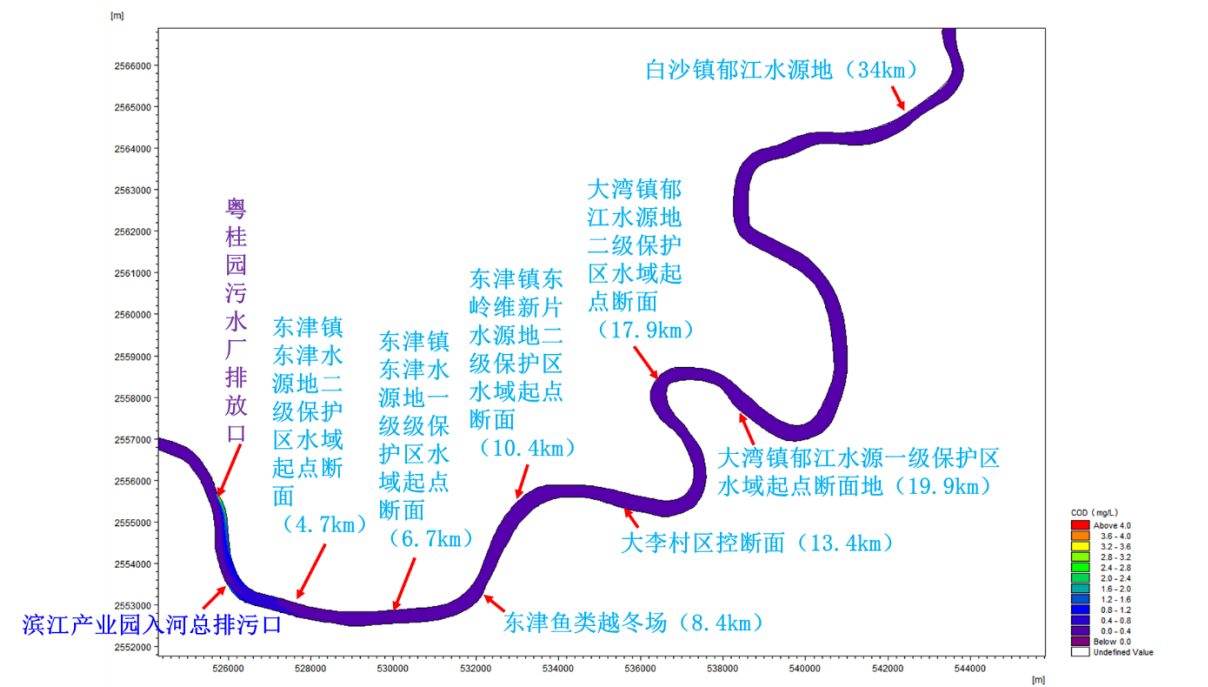 [m]
2566000
2565000
2564000
2563000
2562000
2561000
2560000
2559000
2558000
2557000
2556000
2555000
2554000
2553000
2552000
白沙镇郁江水源地（34km）
大湾镇郁
江水源地
二级保护
区水域起
点断面
（17.9km）
粤
桂
园
污
水
厂
排
放
口
东津镇东
岭维新片
水源地二
级保护区
水域起点
断面
（10.4km）
东津镇
东津水
源地二
级保护
区水域
起点断
面
（4.7km）
东津镇
东津水
源地一
级级保
护区水
域起点
断面
（6.7km）
大湾镇郁江水源一级保护区
水域起点断面地（19.9km）
大李村区控断面（13.4km）
东津鱼类越冬场（8.4km）
滨江产业园入河总排污口
526000
528000
530000
532000
534000
536000
538000
540000
542000
544000
[m]
COD (mg/L)
Above 4.0
3.6 - 4.0
3.2 - 3.6
2.8 - 3.2
2.4 - 2.8
2.0 - 2.4
1.6 - 2.0
1.2 - 1.6
0.8 - 1.2
0.4 - 0.8
0.0 - 0.4
Below 0.0
Undefined Value